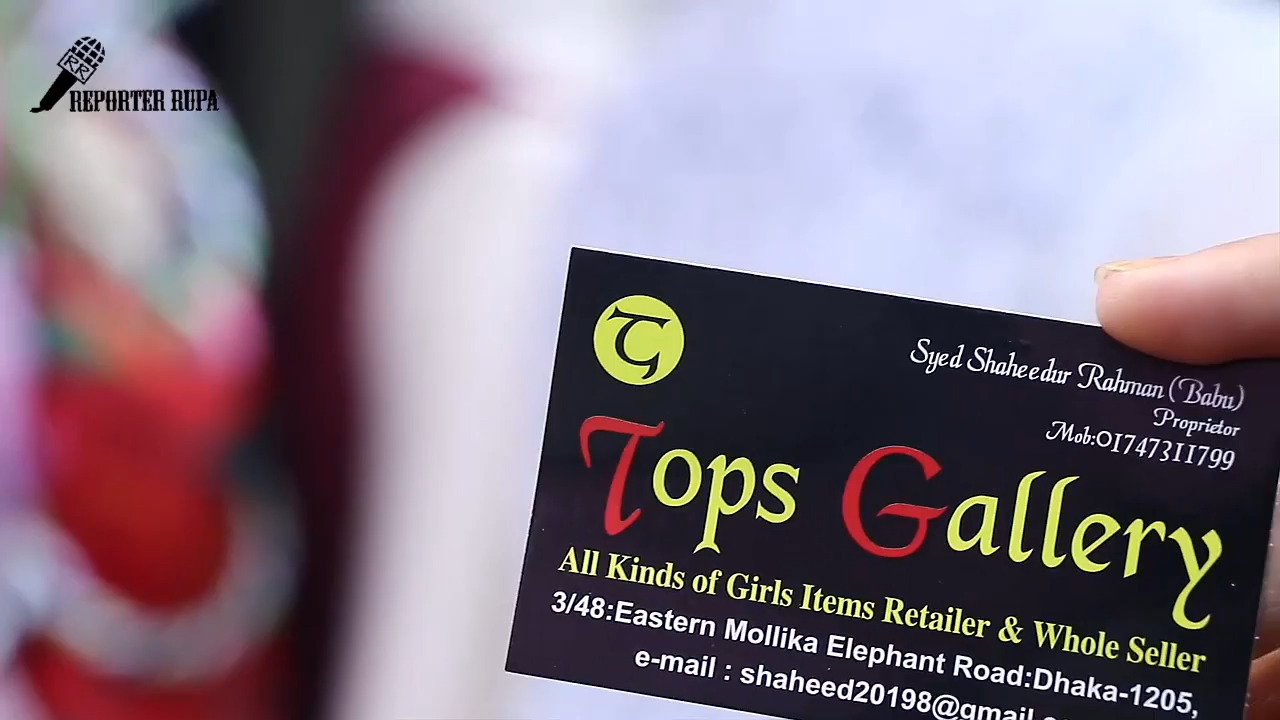 RR
REPORTER RUPA
Syed Shaheedur Rahman (Babu)
Proprietor
Mob:01747311799
Tops Gallery
All Kinds of Girls Items Retailer & Whole Seller
3/48:Eastern Mollika Elephant Road:Dhaka-1205,
e-mail : shaheed20198@gmail